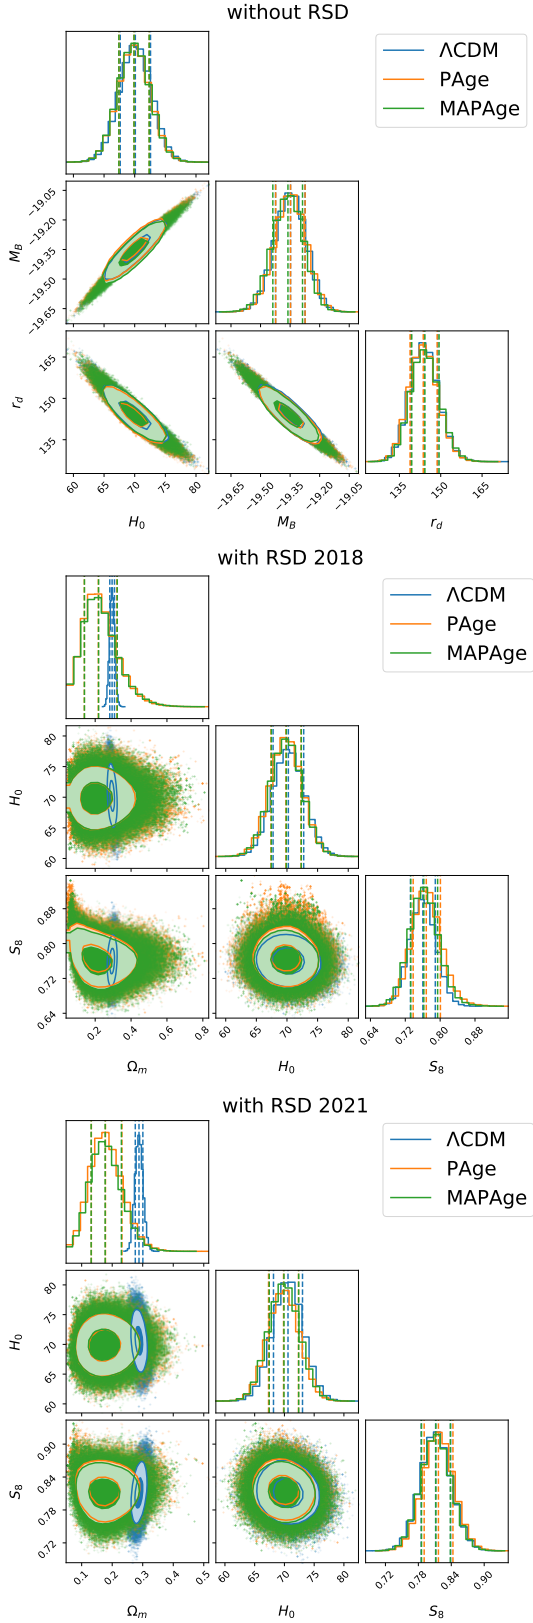 without RSD
ΛCDM
PAge
MAPAge
−19.05
−19.20
−19.35
−19.50
−19.65
M_B
165
150
135
r_d
60 65 70 75 80
H_0
−19.65 −19.50 −19.35 −19.20 −19.05
M_B
135 150 165
r_d
with RSD 2018
ΛCDM
PAge
MAPAge
80
75
70
65
60
H_0
0.88
0.80
0.72
0.64
S_8
0.2 0.4 0.6 0.8
Ω_m
60 65 70 75 80
H_0
0.64 0.72 0.80 0.88
S_8
with RSD 2021
ΛCDM
PAge
MAPAge
80
75
70
65
60
H_0
0.90
0.84
0.78
0.72
S_8
0.1 0.2 0.3 0.4 0.5
Ω_m
60 65 70 75 80
H_0
0.72 0.78 0.84 0.90
S_8